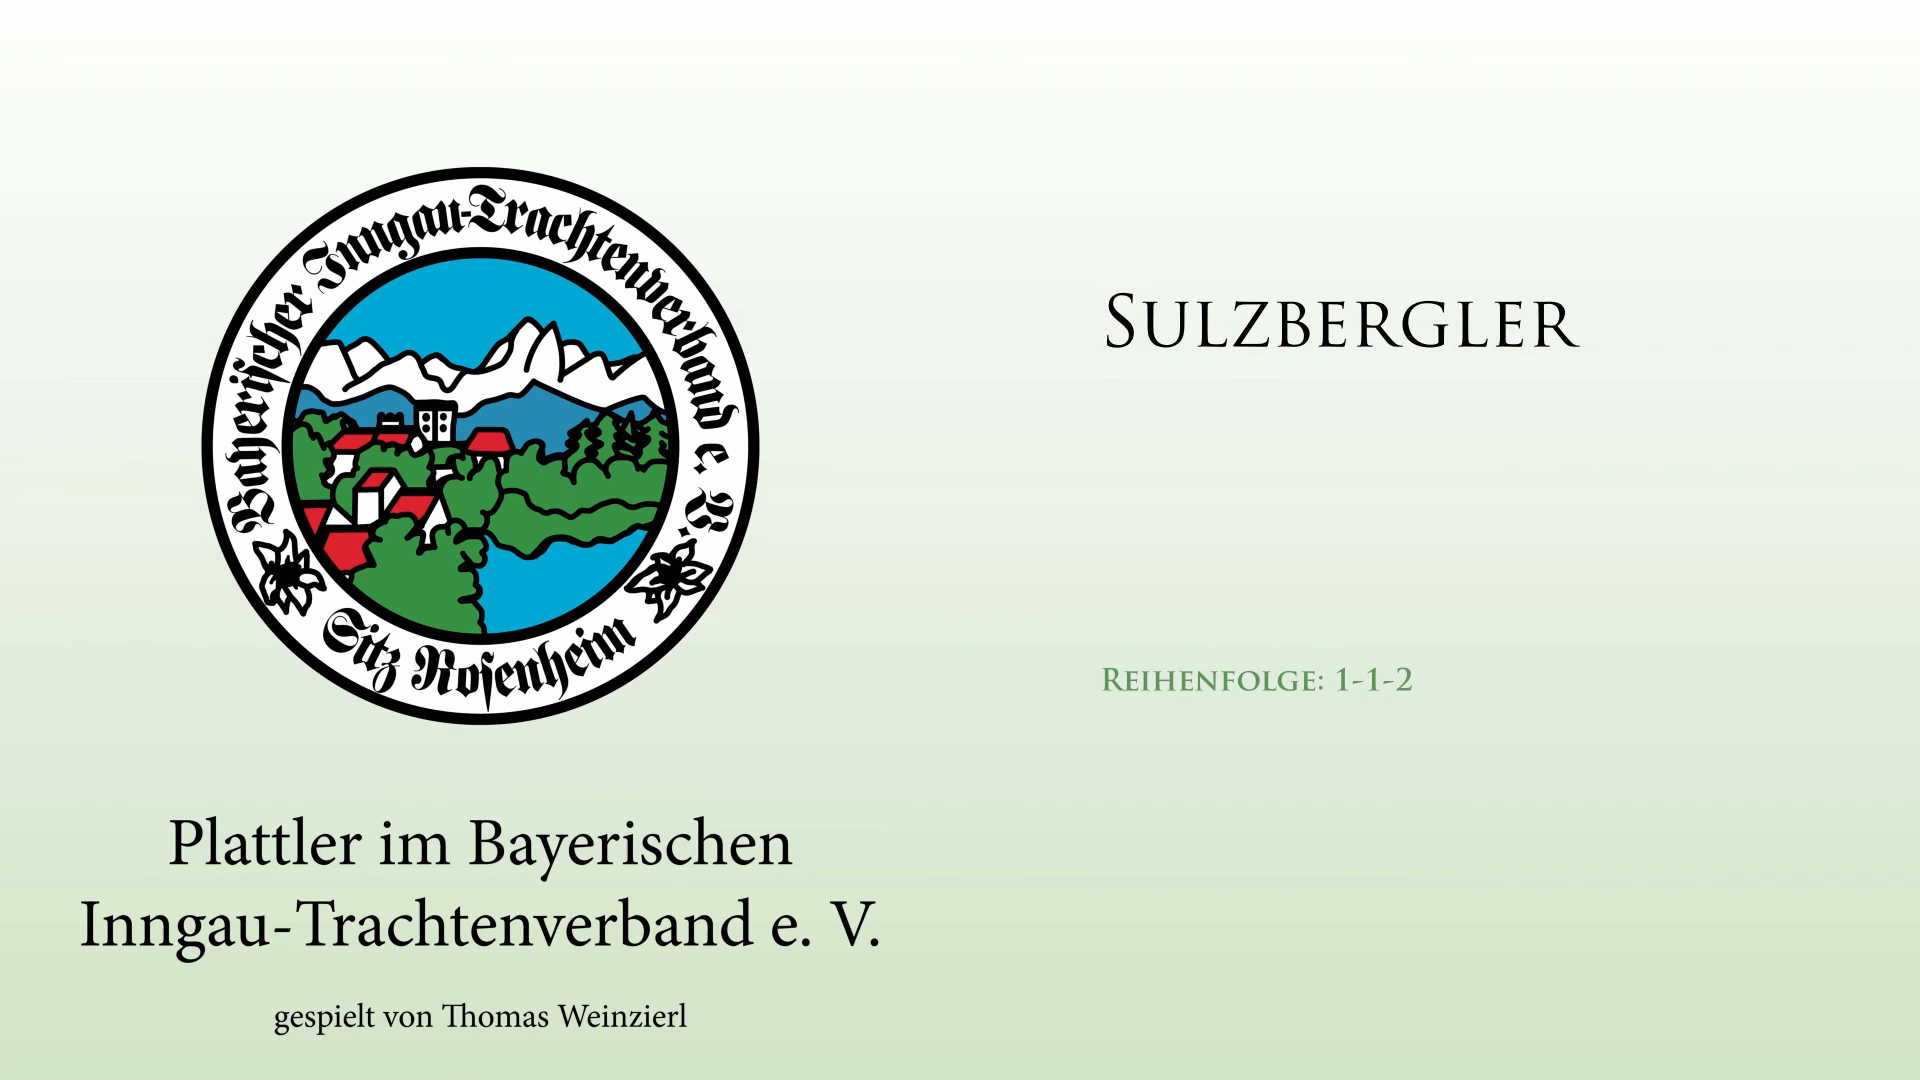 Bayerischer Inngau-Trachtenverband e. V.
Sitz Rosenheim
Plattler im Bayerischen
Inngau-Trachtenverband e. V.
gespielt von Thomas Weinzierl
Sulzbergler
Reihenfolge: 1-1-2